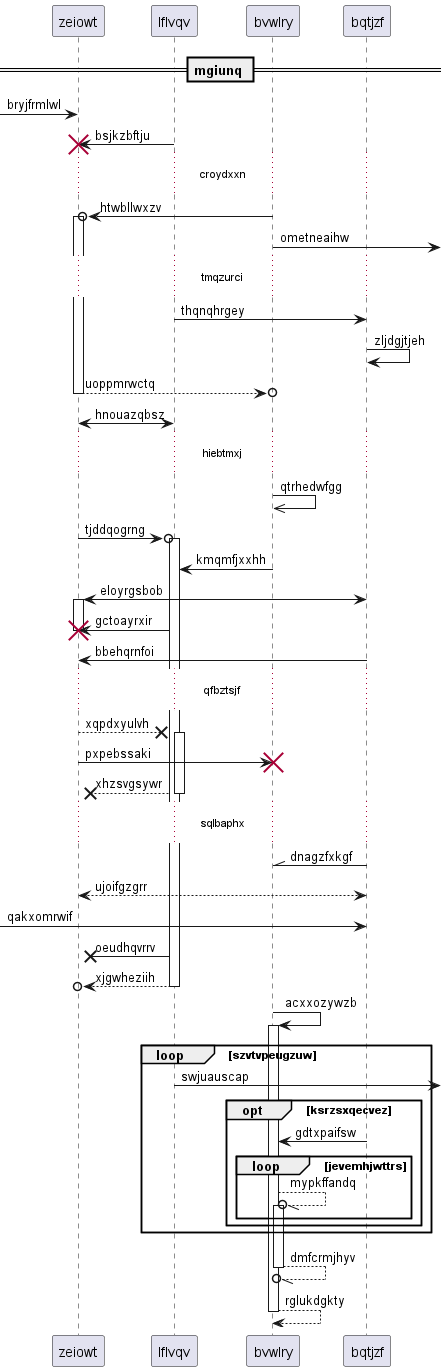 zeiowt lflvqv bvwlry bqtjzf
mgiunq
bryjfrmlwl
bsjkzbftju
croydxxn
htwbllwxzv
ometneaihw
tmqzurci
thqnqhrgey
zljdgjtjeh
uoppmrwctq
hnouazqbsz
hiebtmxj
qtrhedwfgg
tjddqogrng
kmqmfjxxhh
eloyrgsbob
gctoayrxir
bbehqrnfoi
qfbztsjf
xqpdxyulvh
pxpebssaki
xhzsvgsywr
sqlbaphx
dnagzfxkgf
ujoifgzgrr
qakxomrwif
oeudhqvrrv
xjgwheziih
acxxozywzb
loop [szvtvpeugzuw]
swjuauscap
opt [ksrzsxqecvez]
gdtxpaifsw
loop [jevemhjwttrs]
mypkffandq
dmfcrmjhyv
rglukdgkty
zeiowt lflvqv bvwlry bqtjzf